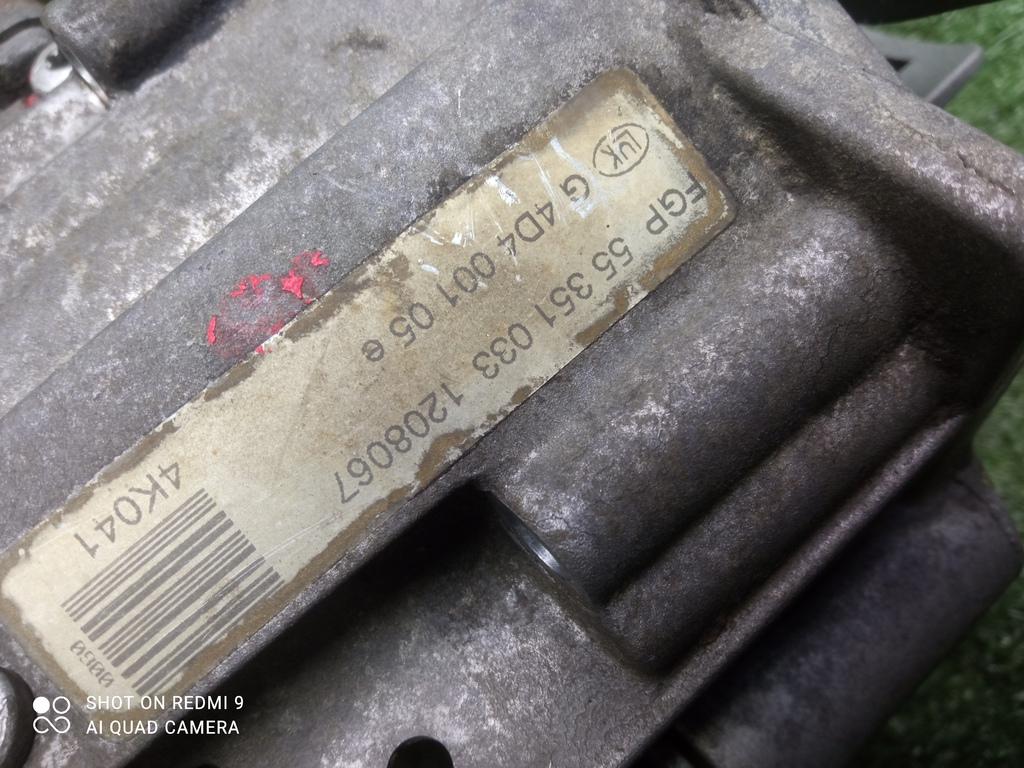 LUK
FGP 55 351 033 1208067
G 4D4 001 05 e
4K041
SHOT ON REDMI 9
AI QUAD CAMERA